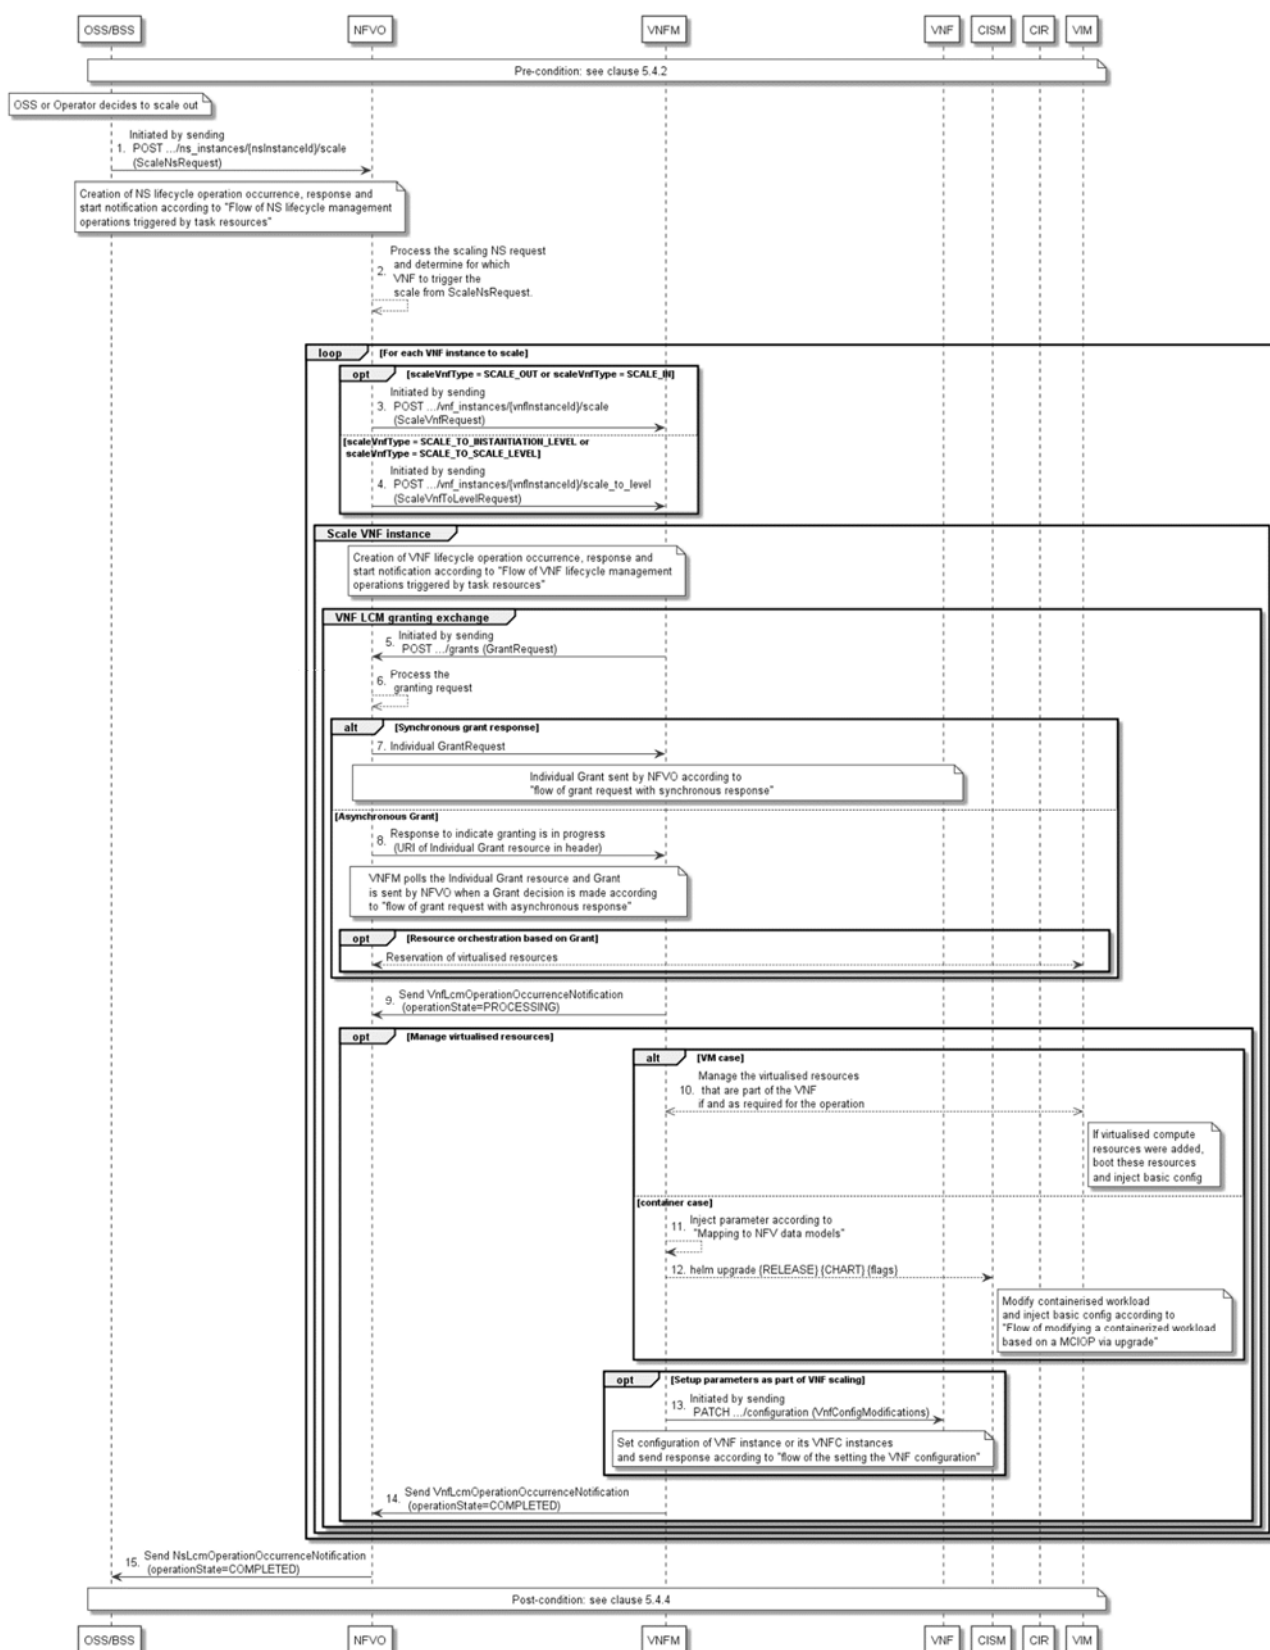 OSS/BSS NFVO VNFM VNF CISM CIR VIM
Pre-condition: see clause 5.4.2
OSS or Operator decides to scale out
Initiated by sending
1. POST .../ns_instances/{nsInstanceId}/scale
(ScaleNsRequest)
Creation of NS lifecycle operation occurrence, response and
start notification according to "Flow of NS lifecycle management
operations triggered by task resources"
Process the scaling NS request
and determine for which
2.
VNF to trigger the
scale from ScaleNsRequest.
loop [For each VNF instance to scale]
opt [scaleVnfType = SCALE_OUT or scaleVnfType = SCALE_IN]
Initiated by sending
3. POST .../vnf_instances/{vnfInstanceId}/scale
(ScaleVnfRequest)
[scaleVnfType = SCALE_TO_INSTANTIATION_LEVEL or
scaleVnfType = SCALE_TO_SCALE_LEVEL]
Initiated by sending
4. POST .../vnf_instances/{vnfInstanceId}/scale_to_level
(ScaleVnfToLevelRequest)
Scale VNF instance
Creation of VNF lifecycle operation occurrence, response and
start notification according to "Flow of VNF lifecycle management
operations triggered by task resources"
VNF LCM granting exchange
5. Initiated by sending
POST .../grants (GrantRequest)
6. Process the
granting request
alt [Synchronous grant response]
7. Individual GrantRequest
Individual Grant sent by NFVO according to
"flow of grant request with synchronous response"
[Asynchronous Grant]
8. Response to indicate granting is in progress
(URI of Individual Grant resource in header)
VNFM polls the Individual Grant resource and Grant
is sent by NFVO when a Grant decision is made according
to "flow of grant request with asynchronous response"
opt [Resource orchestration based on Grant]
Reservation of virtualised resources
9. Send VnfLcmOperationOccurrenceNotification
(operationState=PROCESSING)
opt [Manage virtualised resources]
alt [VM case]
Manage the virtualised resources
10. that are part of the VNF
if and as required for the operation
If virtualised compute
resources were added,
boot these resources
and inject basic config
[container case]
11. Inject parameter according to
"Mapping to NFV data models"
12. helm upgrade {RELEASE} {CHART} {flags}
Modify containerised workload
and inject basic config according to
"Flow of modifying a containerized workload
based on a MCIOP via upgrade"
opt [Setup parameters as part of VNF scaling]
13. Initiated by sending
PATCH .../configuration (VnfConfigModifications)
Set configuration of VNF instance or its VNFC instances
and send response according to "flow of the setting the VNF configuration"
14. Send VnfLcmOperationOccurrenceNotification
(operationState=COMPLETED)
15. Send NsLcmOperationOccurrenceNotification
(operationState=COMPLETED)
Post-condition: see clause 5.4.4
OSS/BSS NFVO VNFM VNF CISM CIR VIM